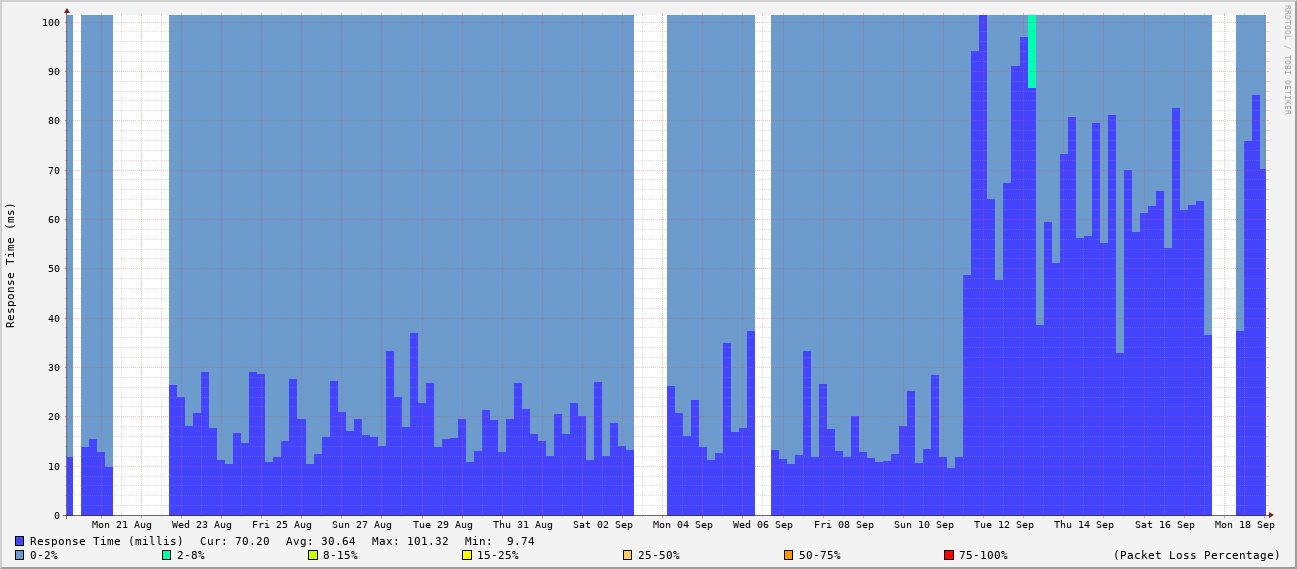 RRDTOOL / TOBI OETIKER
Response Time (ms)
100
90
80
70
60
50
40
30
20
10
0
Mon 21 Aug Wed 23 Aug Fri 25 Aug Sun 27 Aug Tue 29 Aug Thu 31 Aug Sat 02 Sep Mon 04 Sep Wed 06 Sep Fri 08 Sep Sun 10 Sep Tue 12 Sep Thu 14 Sep Sat 16 Sep Mon 18 Sep
Response Time (millis) Cur: 70.20 Avg: 30.64 Max: 101.32 Min: 9.74
0-2% 2-8% 8-15% 15-25% 25-50% 50-75% 75-100% (Packet Loss Percentage)